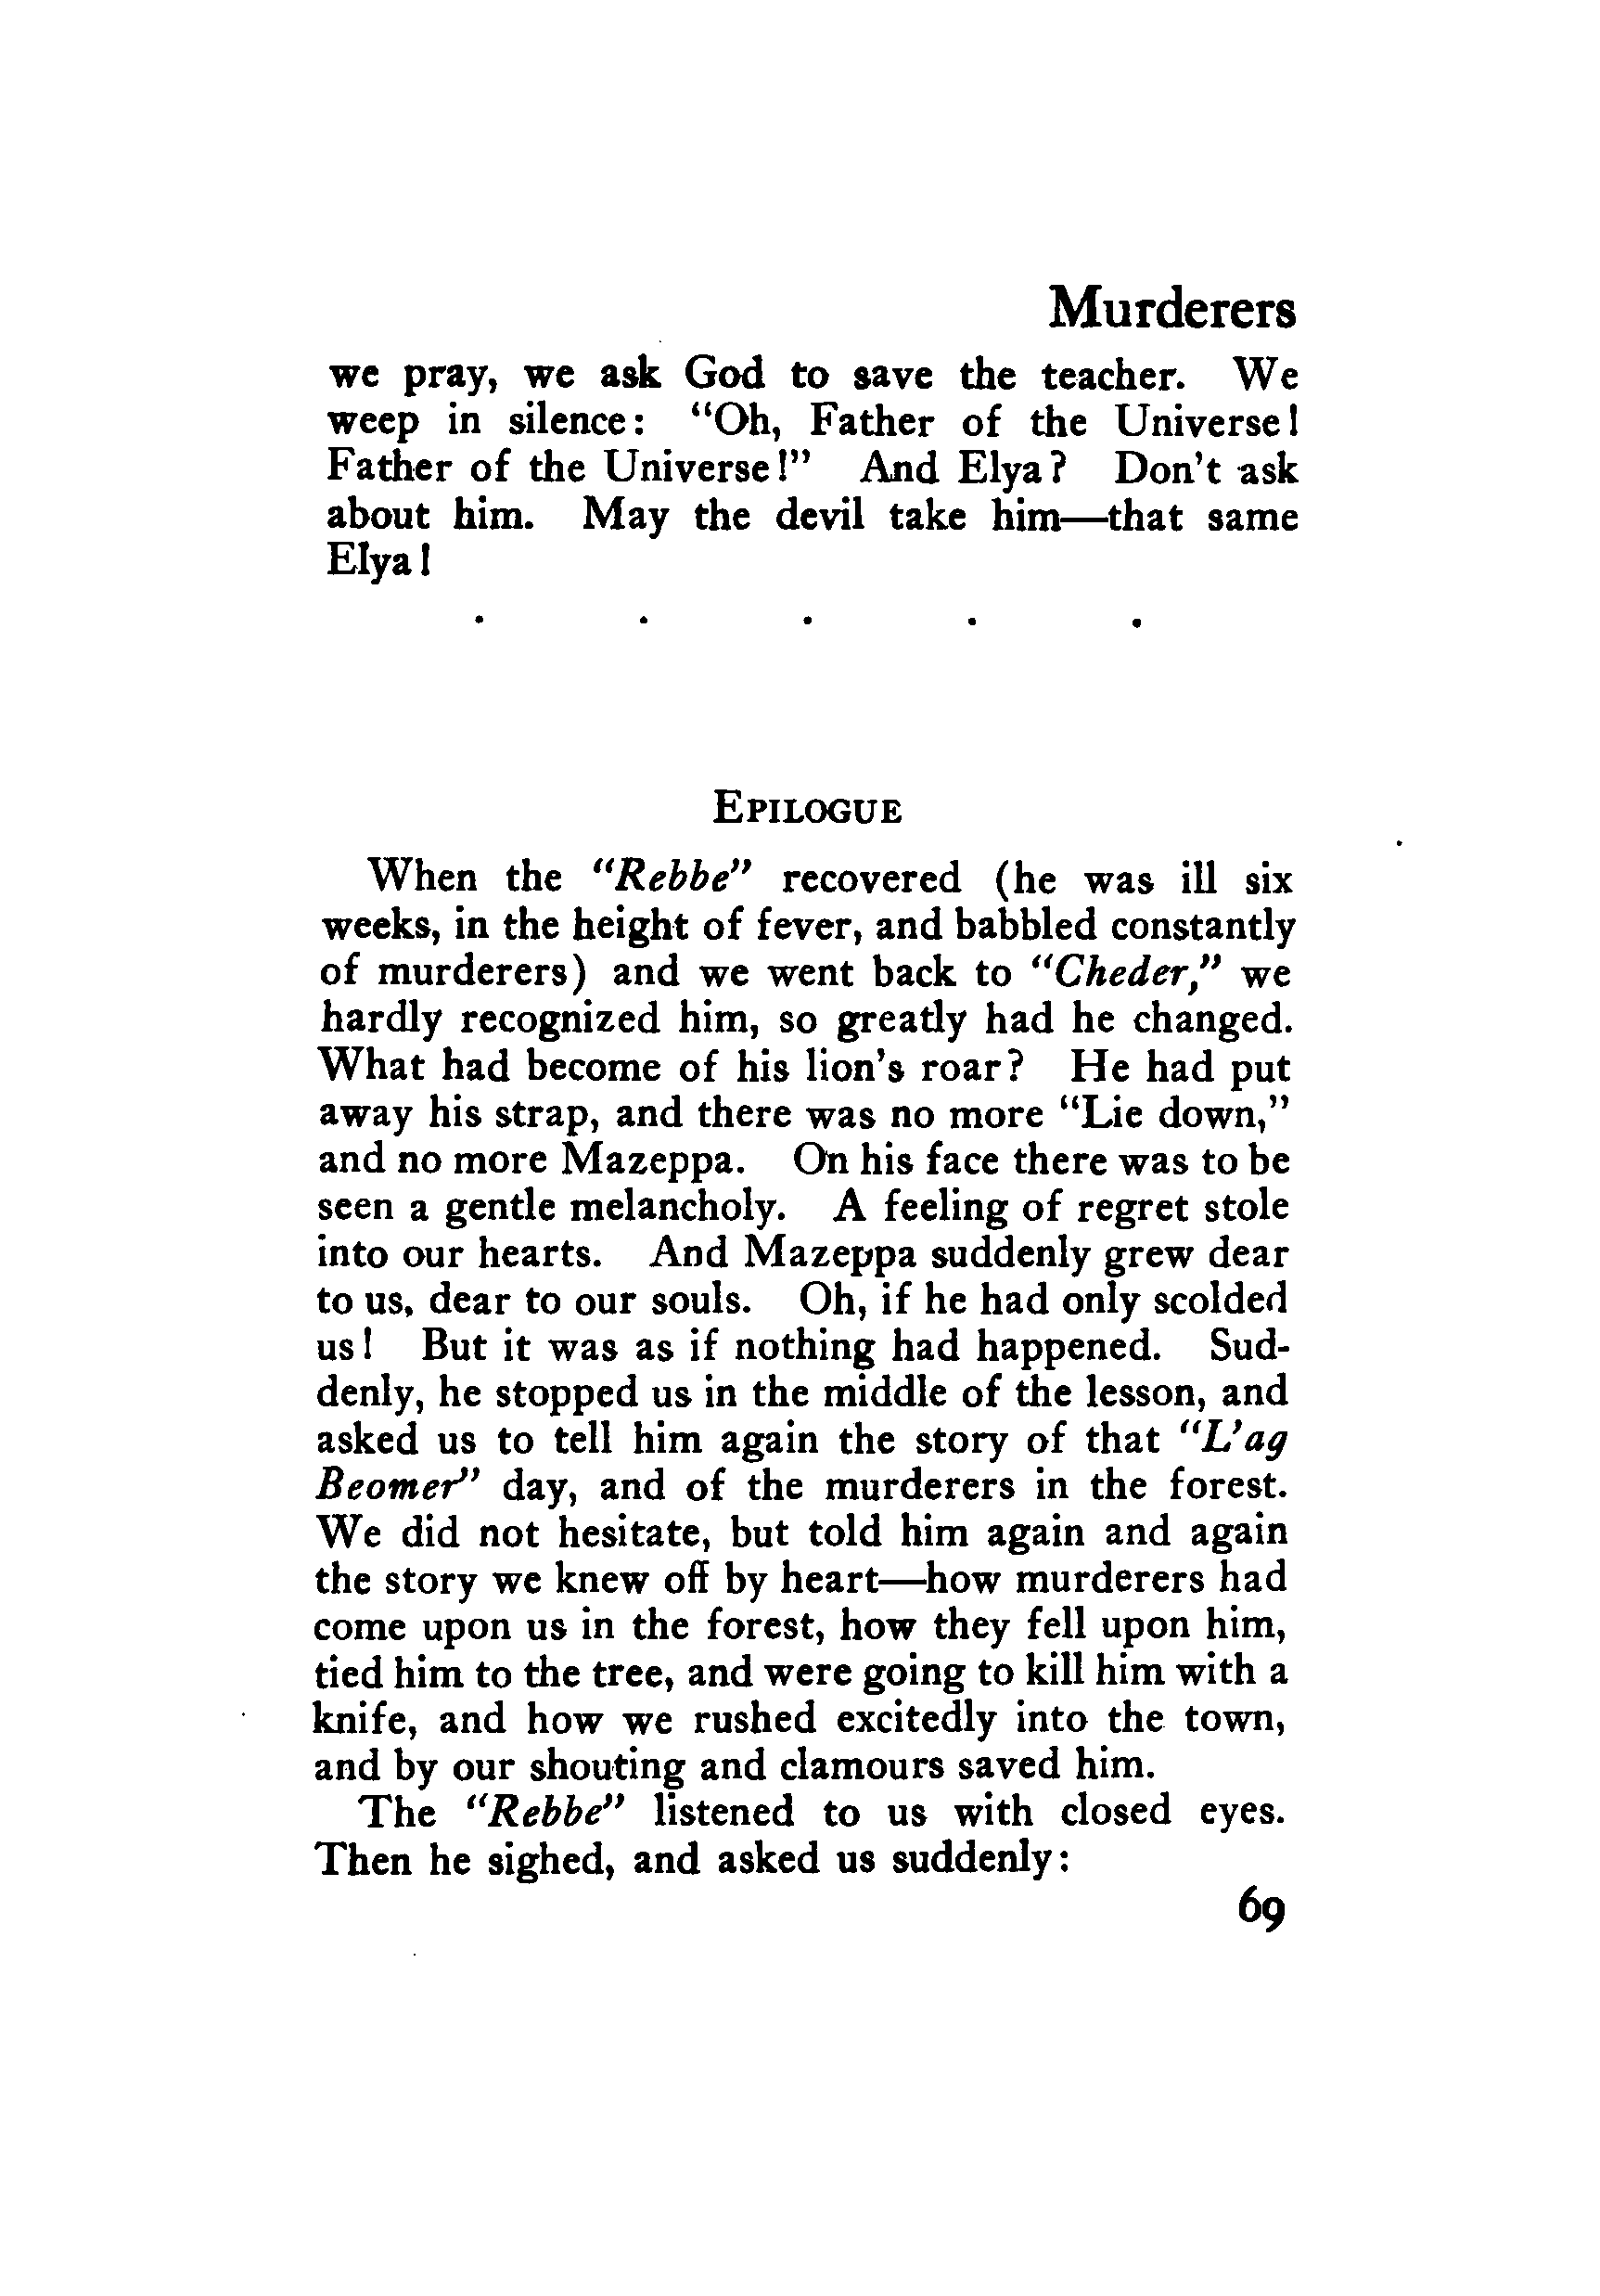 Murderers
we pray, we ask God to save the teacher. We
weep in silence: "Oh, Father of the Universe!
Father of the Universe!" And Elya? Don't ask
about him. May the devil take him—that same
Elya!
. . . . .
EPILOGUE
When the "Rebbe" recovered (he was ill six
weeks, in the height of fever, and babbled constantly
of murderers) and we went back to "Cheder," we
hardly recognized him, so greatly had he changed.
What had become of his lion's roar? He had put
away his strap, and there was no more "Lie down,"
and no more Mazeppa. On his face there was to be
seen a gentle melancholy. A feeling of regret stole
into our hearts. And Mazeppa suddenly grew dear
to us, dear to our souls. Oh, if he had only scolded
us! But it was as if nothing had happened. Sud-
denly, he stopped us in the middle of the lesson, and
asked us to tell him again the story of that "L'ag
Beomer" day, and of the murderers in the forest.
We did not hesitate, but told him again and again
the story we knew off by heart—how murderers had
come upon us in the forest, how they fell upon him,
tied him to the tree, and were going to kill him with a
knife, and how we rushed excitedly into the town,
and by our shouting and clamours saved him.
The "Rebbe" listened to us with closed eyes.
Then he sighed, and asked us suddenly:
69